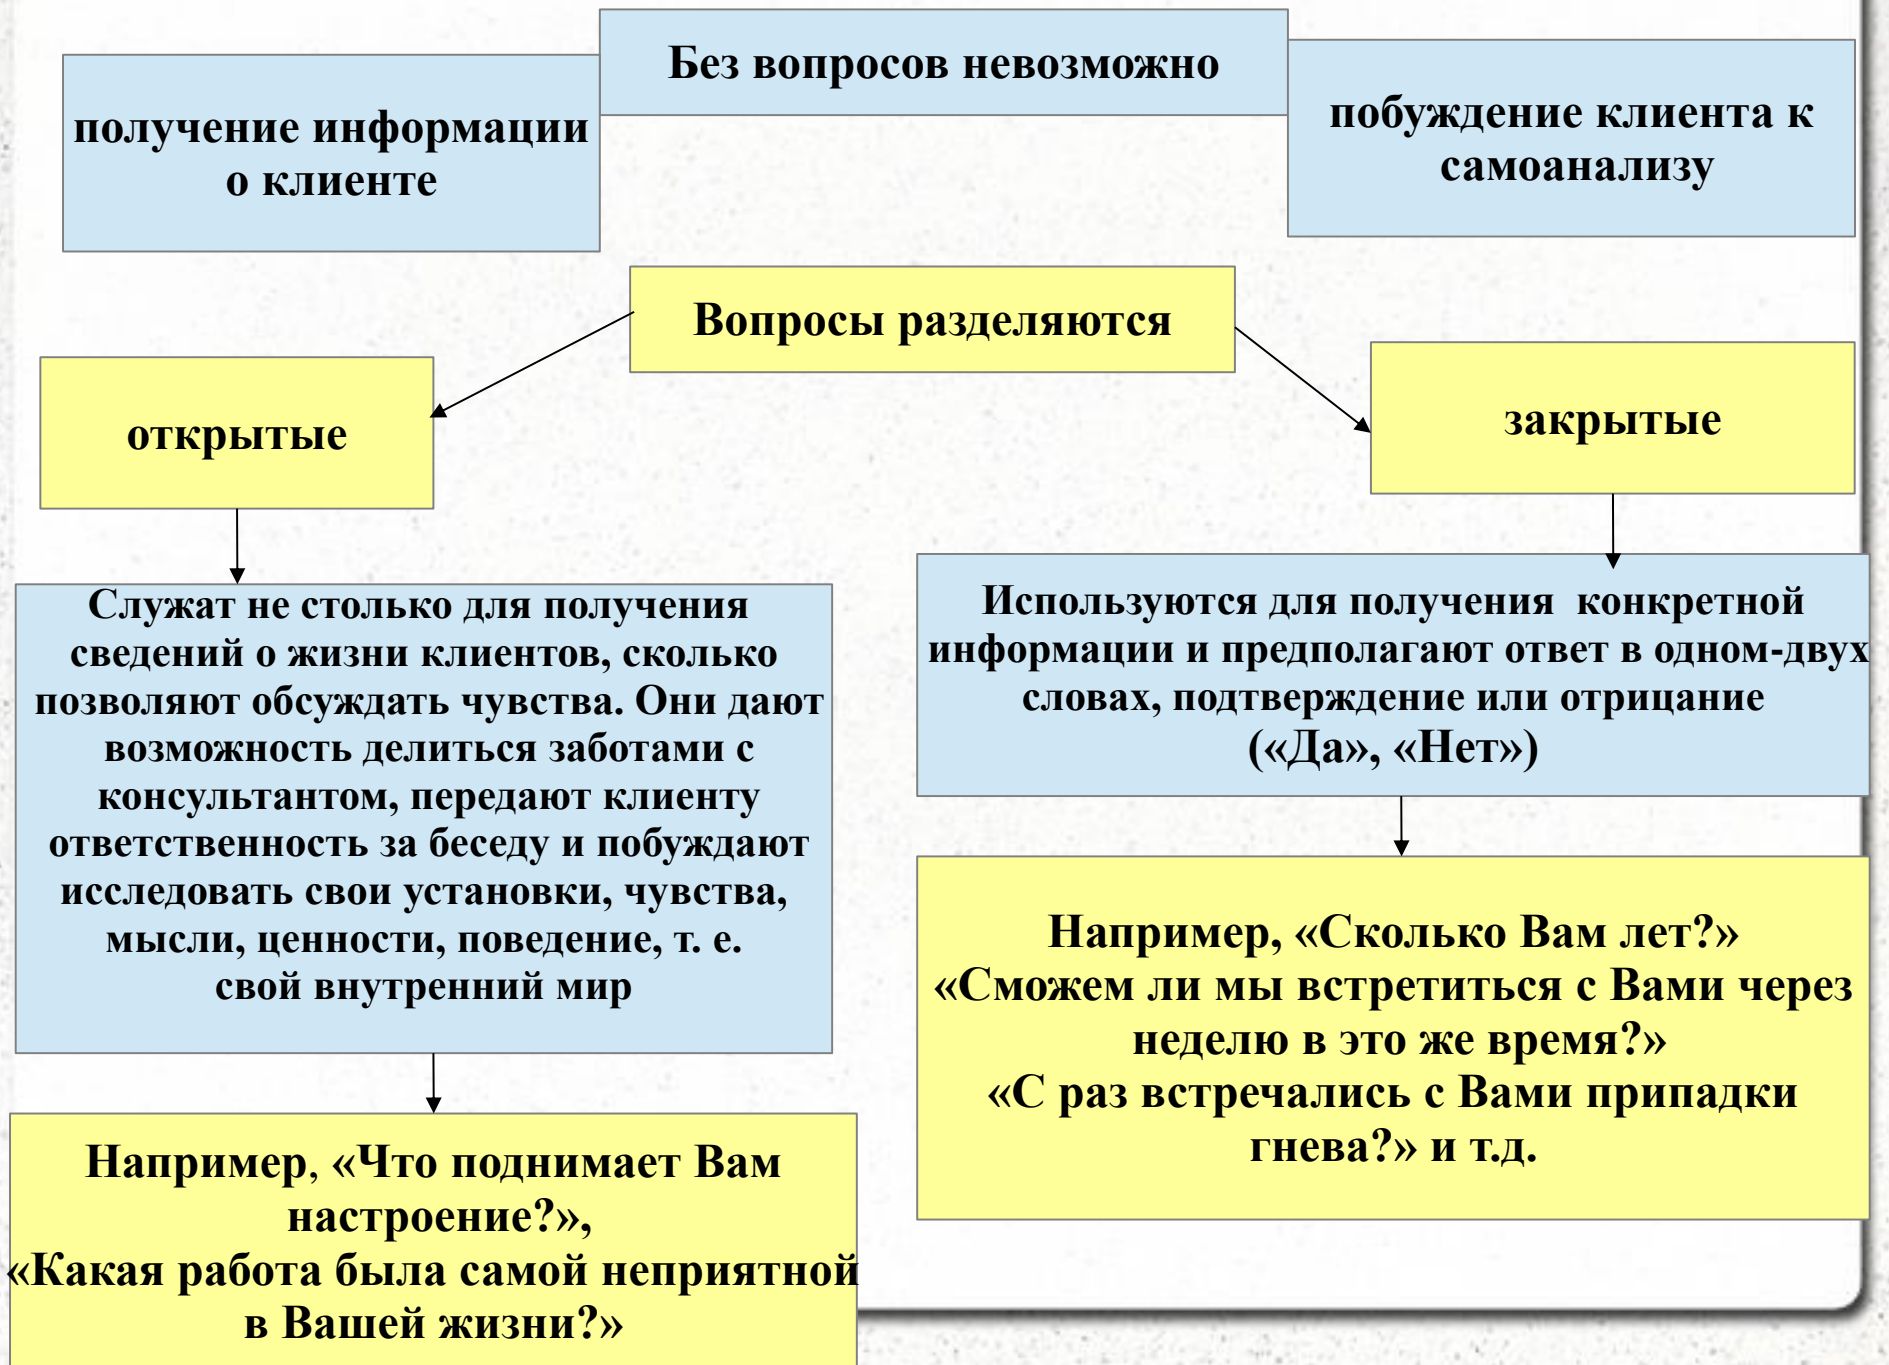 Без вопросов невозможно
получение информации
о клиенте
побуждение клиента к
самоанализу
Вопросы разделяются
открытые
закрытые
Служат не столько для получения
сведений о жизни клиентов, сколько
позволяют обсуждать чувства. Они дают
возможность делиться заботами с
консультантом, передают клиенту
ответственность за беседу и побуждают
исследовать свои установки, чувства,
мысли, ценности, поведение, т. е.
свой внутренний мир
Используются для получения конкретной
информации и предполагают ответ в одном-двух
словах, подтверждение или отрицание
(«Да», «Нет»)
Например, «Что поднимает Вам
настроение?»,
«Какая работа была самой неприятной
в Вашей жизни?»
Например, «Сколько Вам лет?»
«Сможем ли мы встретиться с Вами через
неделю в это же время?»
«С раз встречались с Вами припадки
гнева?» и т.д.